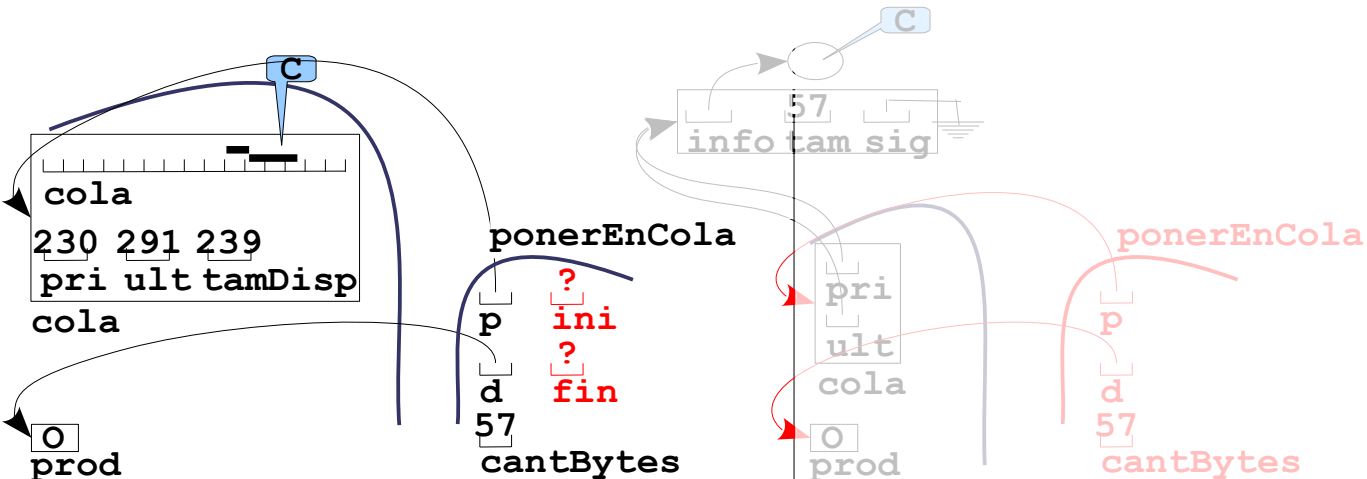 C
cola
230 291 239
pri ult tamDisp
cola
ponerEnCola
?
p ini
?
d fin
57
cantBytes
O
prod
C
57
info tam sig
pri
ult
cola
ponerEnCola
p
d
57
cantBytes
O
prod